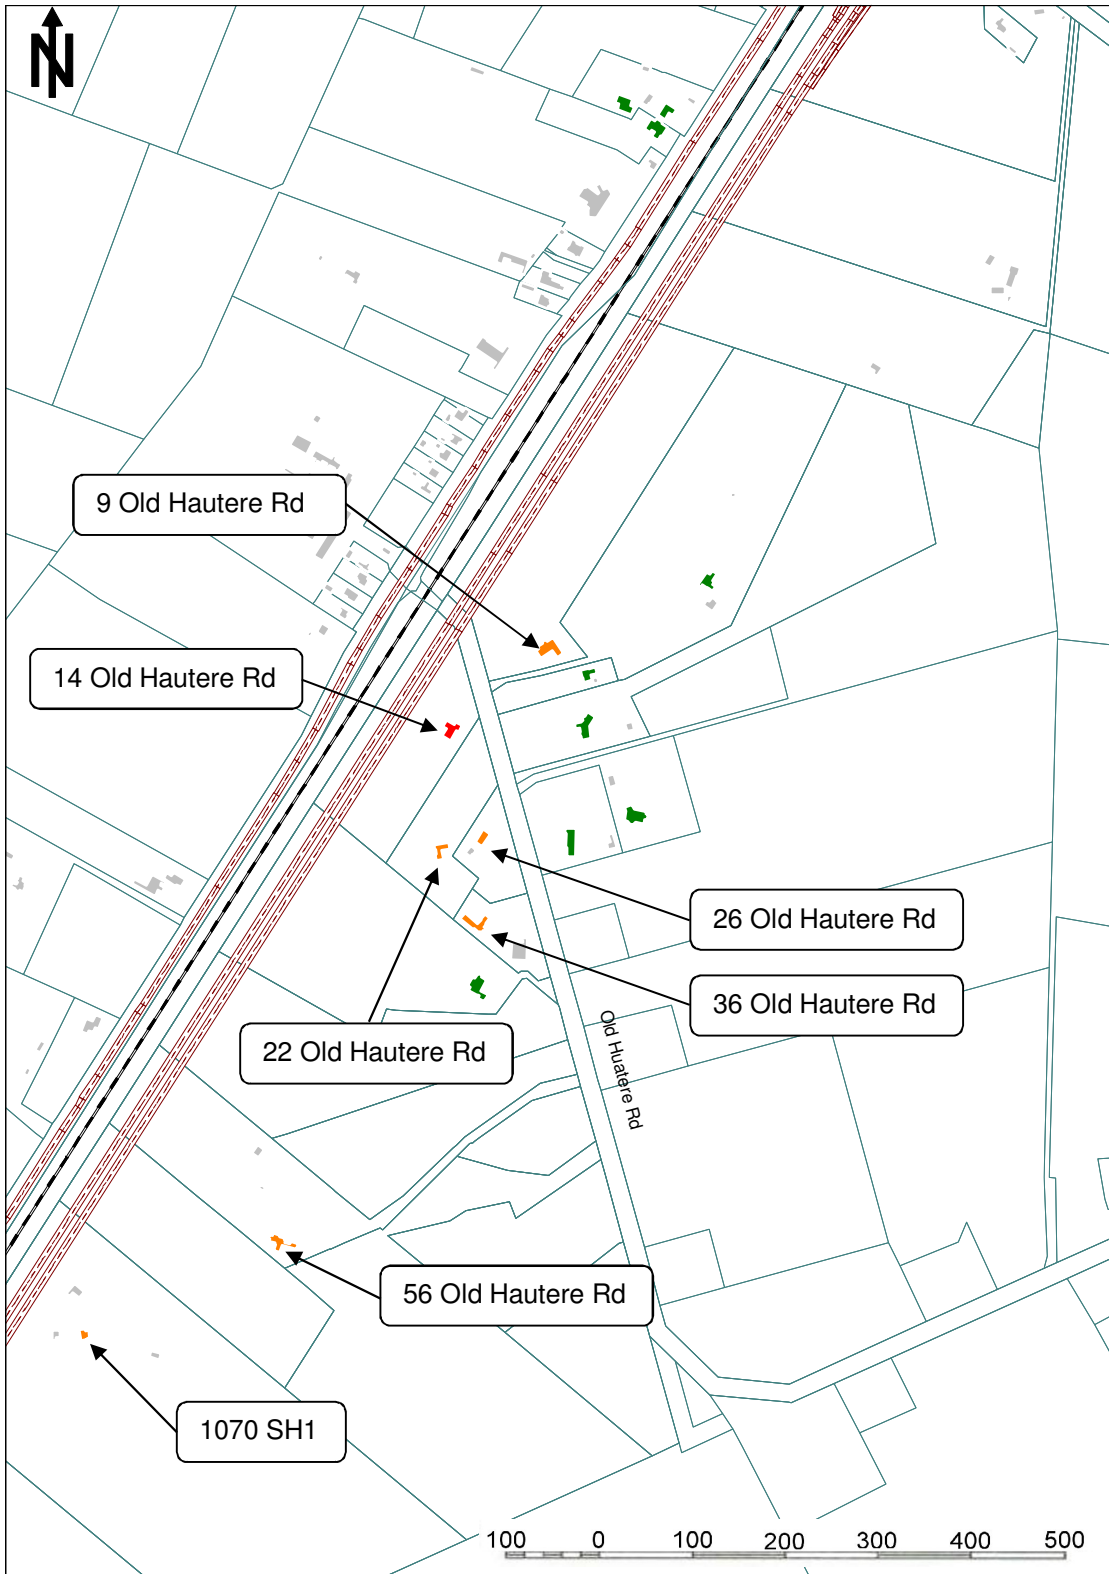 N
9 Old Hautere Rd
14 Old Hautere Rd
26 Old Hautere Rd
36 Old Hautere Rd
22 Old Hautere Rd
Old Huatere Rd
56 Old Hautere Rd
1070 SH1
100 0 100 200 300 400 500